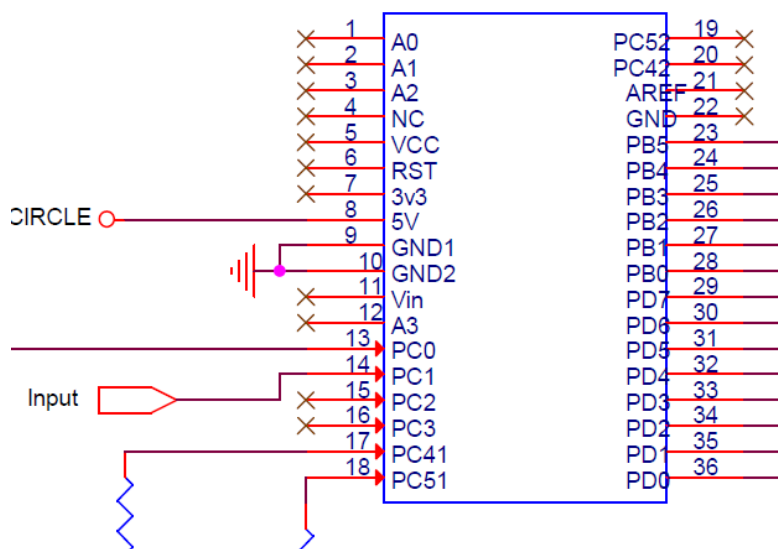 1 A0 PC52 19
2 A1 PC42 20
3 A2 AREF 21
4 NC GND 22
5 VCC PB5 23
6 RST PB4 24
7 3v3 PB3 25
CIRCLE 8 5V PB2 26
9 GND1 PB1 27
10 GND2 PB0 28
11 Vin PD7 29
12 A3 PD6 30
13 PC0 PD5 31
14 PC1 PD4 32
Input 15 PC2 PD3 33
16 PC3 PD2 34
17 PC41 PD1 35
18 PC51 PD0 36